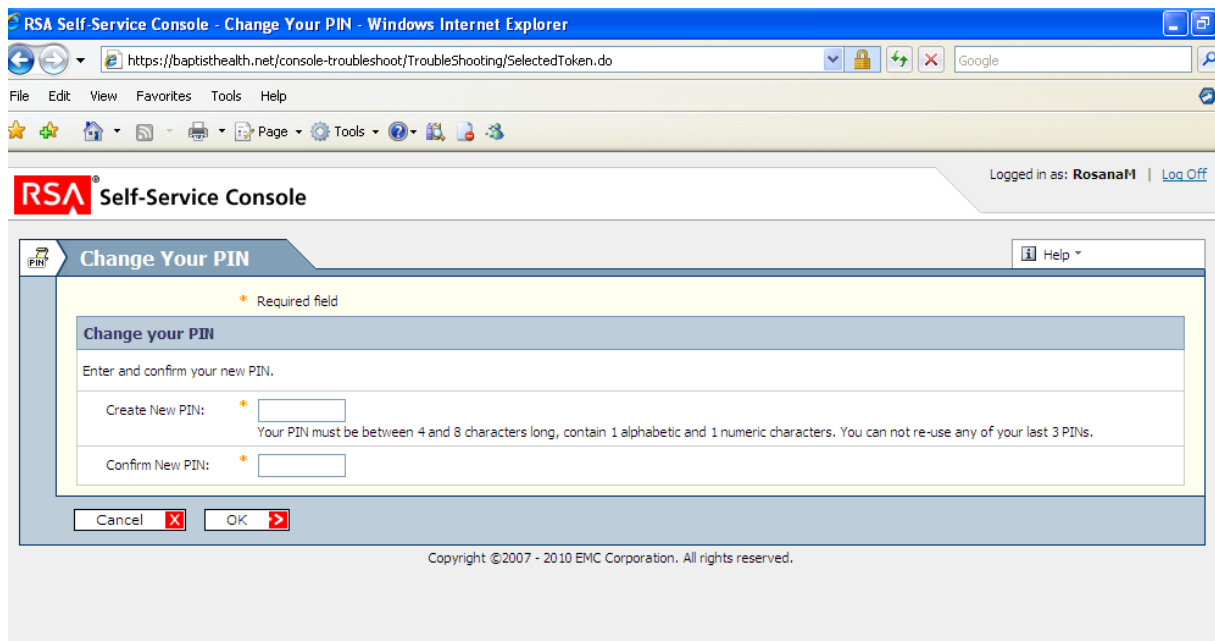 RSA Self-Service Console - Change Your PIN - Windows Internet Explorer
https://baptisthealth.net/console-troubleshoot/TroubleShooting/SelectedToken.do
Google
File Edit View Favorites Tools Help
Page Tools
Logged in as: RosanaM | Log Off
RSA® Self-Service Console
PIN Change Your PIN
Help
* Required field
Change your PIN
Enter and confirm your new PIN.
Create New PIN: *
Your PIN must be between 4 and 8 characters long, contain 1 alphabetic and 1 numeric characters. You can not re-use any of your last 3 PINs.
Confirm New PIN: *
Cancel X OK
Copyright ©2007 - 2010 EMC Corporation. All rights reserved.